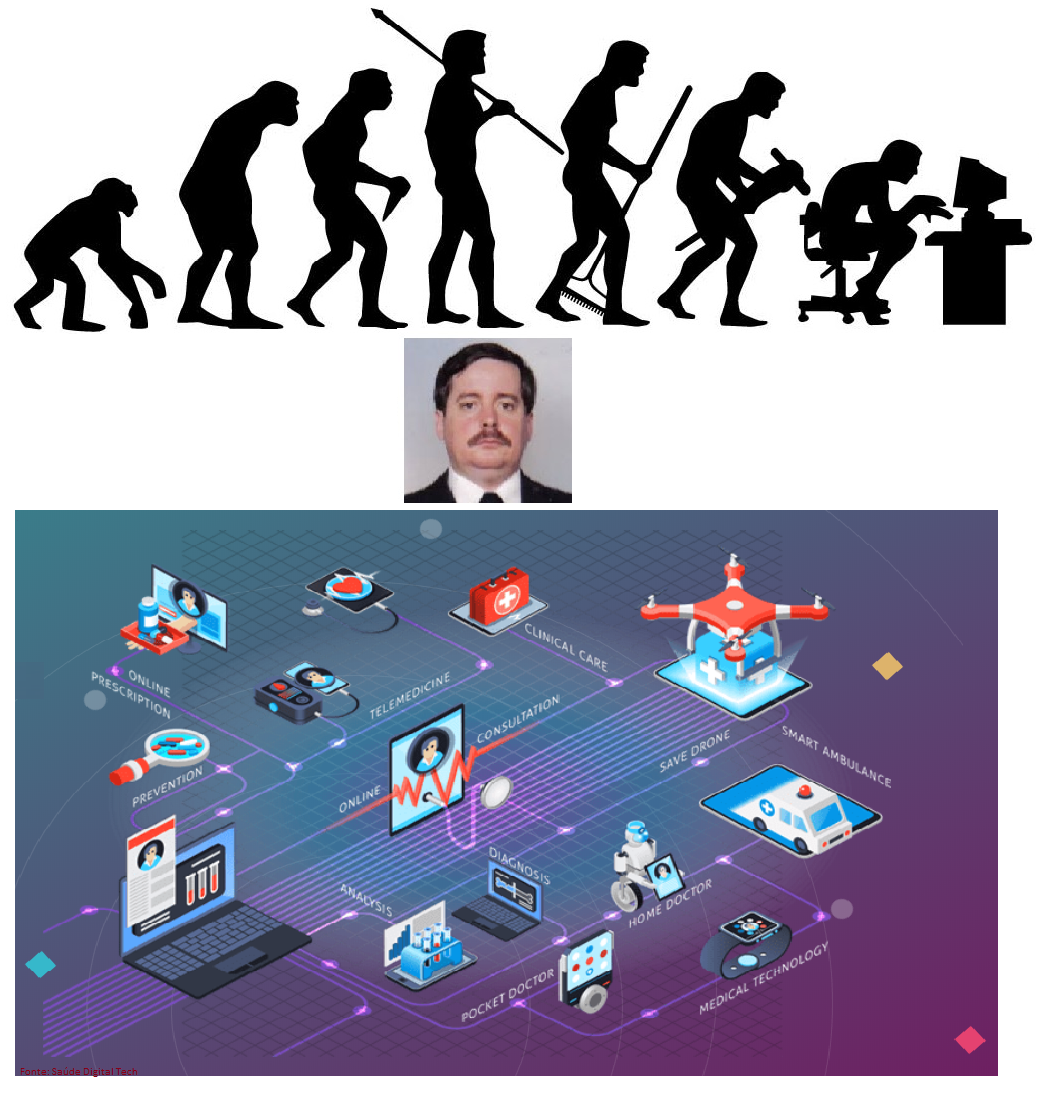 CLINICAL CARE
ONLINE
PRESCRIPTION
TELEMEDICINE
ONLINE CONSULTATION
SAVE DRONE
SMART AMBULANCE
PREVENTION
DIAGNOSIS
ANALYSIS
HOME DOCTOR
POCKET DOCTOR
MEDICAL TECHNOLOGY
Fonte: Saúde Digital Tech